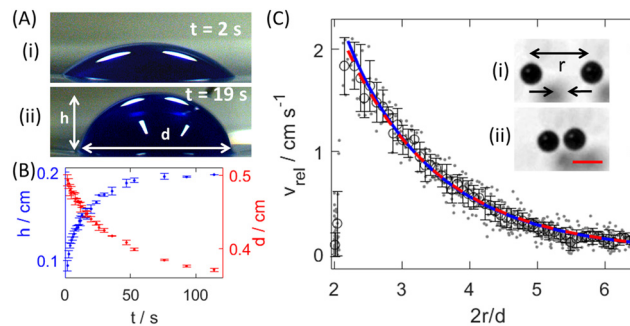 (A)
(i)
t = 2 s
(ii)
t = 19 s
h
d
(B)
0.2
0.1
h / cm
0.5
0.4
d / cm
0
50
100
t / s
(C)
2
1
0
v_rel / cm s⁻¹
2
3
4
5
6
2r/d
(i)
r
(ii)